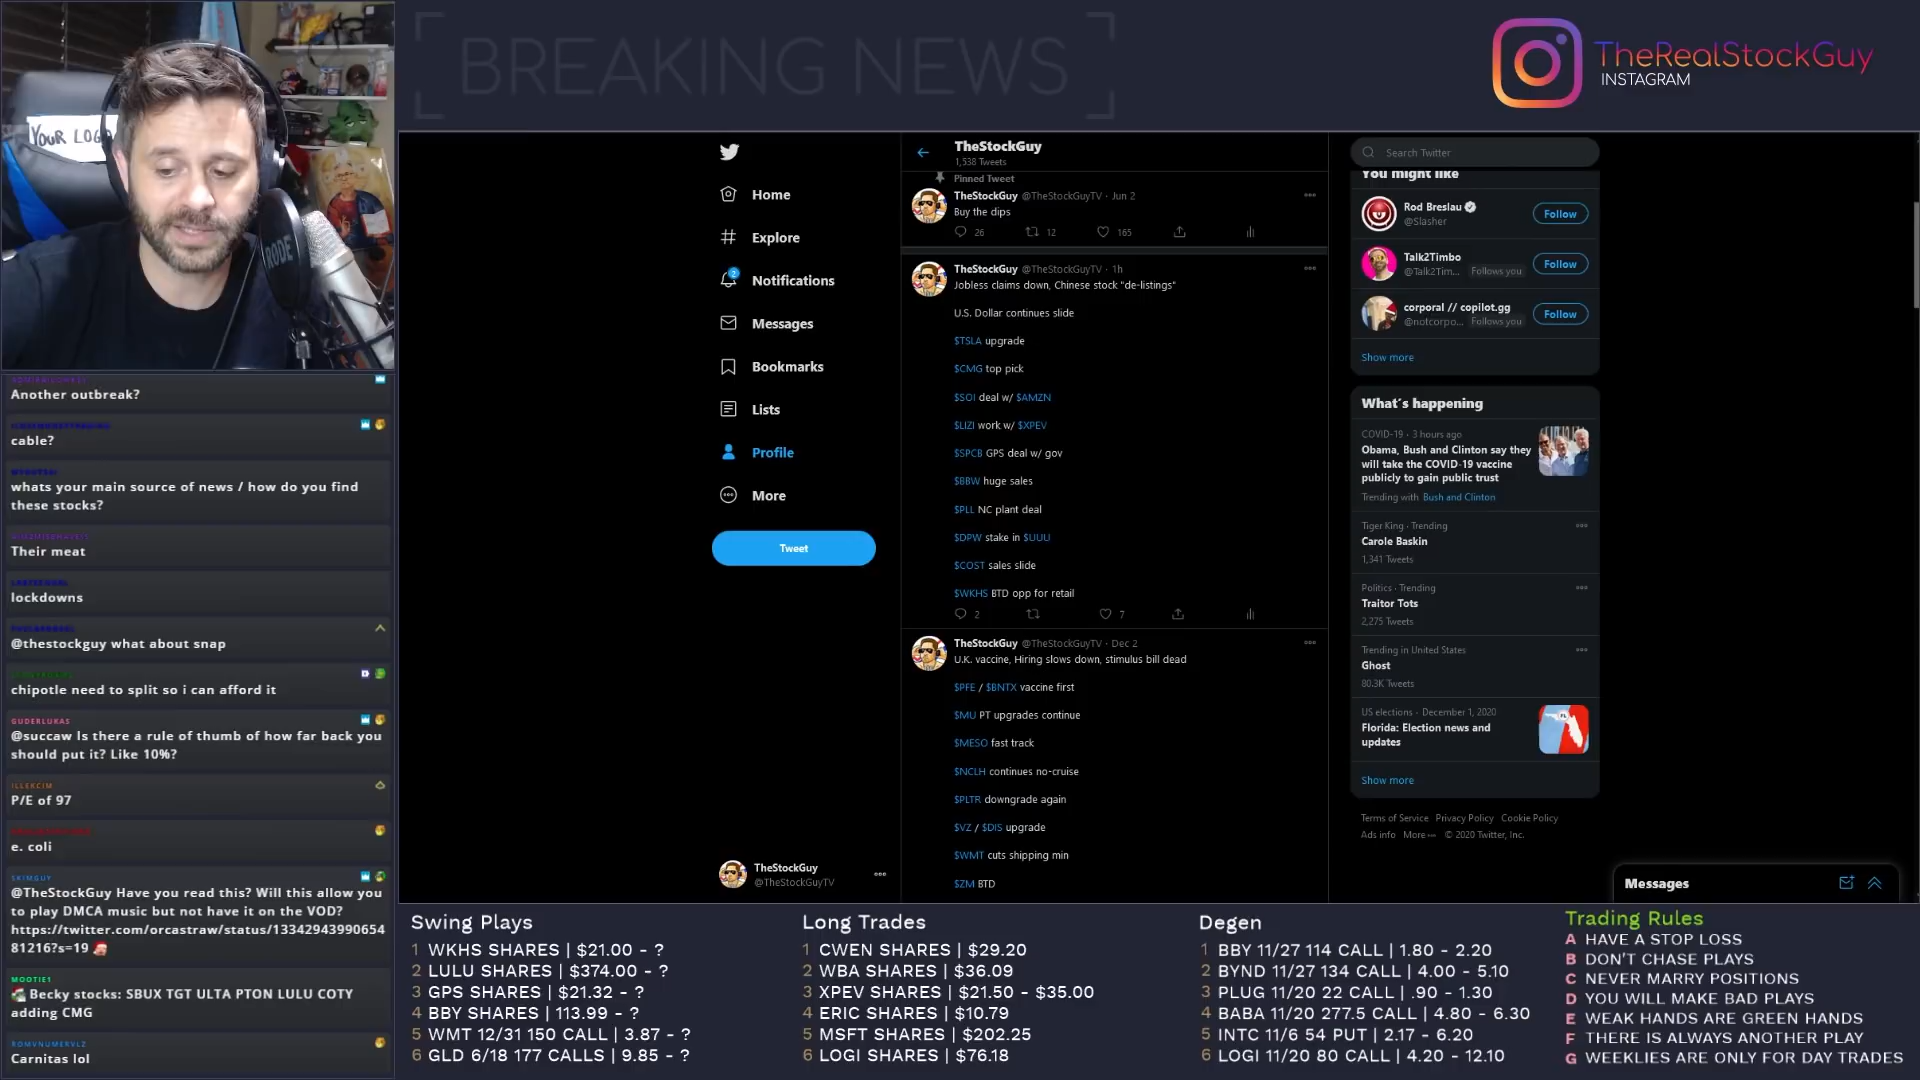 BREAKING NEWS
TheRealStockGuy
INSTAGRAM
YOUR LOGO
RODE
Another outbreak?
cable?
whats your main source of news / how do you find
these stocks?
Their meat
lockdowns
@thestockguy what about snap
chipotle need to split so i can afford it
GUDERLUKAS
@succaw Is there a rule of thumb of how far back you
should put it? Like 10%?
ILLEKCIM
P/E of 97
e. coli
SKIMGUY
@TheStockGuy Have you read this? Will this allow you
to play DMCA music but not have it on the VOD?
https://twitter.com/orcastraw/status/13342943990654
81216?s=19
MOOTIE1
Becky stocks: SBUX TGT ULTA PTON LULU COTY
adding CMG
ROMVNUMERVLZ
Carnitas lol
Home
Explore
2
Notifications
Messages
Bookmarks
Lists
Profile
More
Tweet
TheStockGuy
@TheStockGuyTV
TheStockGuy
1,538 Tweets
Pinned Tweet
TheStockGuy @TheStockGuyTV · Jun 2
Buy the dips
26 12 165
TheStockGuy @TheStockGuyTV · 1h
Jobless claims down, Chinese stock "de-listings"
U.S. Dollar continues slide
$TSLA upgrade
$CMG top pick
$SOI deal w/ $AMZN
$LIZI work w/ $XPEV
$SPCB GPS deal w/ gov
$BBW huge sales
$PLL NC plant deal
$DPW stake in $UUU
$COST sales slide
$WKHS BTD opp for retail
2 7
TheStockGuy @TheStockGuyTV · Dec 2
U.K. vaccine, Hiring slows down, stimulus bill dead
$PFE / $BNTX vaccine first
$MU PT upgrades continue
$MESO fast track
$NCLH continues no-cruise
$PLTR downgrade again
$VZ / $DIS upgrade
$WMT cuts shipping min
$ZM BTD
Search Twitter
You might like
Rod Breslau
@Slasher
Follow
Talk2Timbo
@Talk2Tim... Follows you
Follow
corporal // copilot.gg
@notcorpo... Follows you
Follow
Show more
What's happening
COVID-19 · 3 hours ago
Obama, Bush and Clinton say they
will take the COVID-19 vaccine
publicly to gain public trust
Trending with Bush and Clinton
Tiger King · Trending
Carole Baskin
1,341 Tweets
Politics · Trending
Traitor Tots
2,275 Tweets
Trending in United States
Ghost
80.3K Tweets
US elections · December 1, 2020
Florida: Election news and
updates
Show more
Terms of Service Privacy Policy Cookie Policy
Ads info More ··· © 2020 Twitter, Inc.
Messages
Swing Plays
1 WKHS SHARES | $21.00 - ?
2 LULU SHARES | $374.00 - ?
3 GPS SHARES | $21.32 - ?
4 BBY SHARES | 113.99 - ?
5 WMT 12/31 150 CALL | 3.87 - ?
6 GLD 6/18 177 CALLS | 9.85 - ?
Long Trades
1 CWEN SHARES | $29.20
2 WBA SHARES | $36.09
3 XPEV SHARES | $21.50 - $35.00
4 ERIC SHARES | $10.79
5 MSFT SHARES | $202.25
6 LOGI SHARES | $76.18
Degen
1 BBY 11/27 114 CALL | 1.80 - 2.20
2 BYND 11/27 134 CALL | 4.00 - 5.10
3 PLUG 11/20 22 CALL | .90 - 1.30
4 BABA 11/20 277.5 CALL | 4.80 - 6.30
5 INTC 11/6 54 PUT | 2.17 - 6.20
6 LOGI 11/20 80 CALL | 4.20 - 12.10
Trading Rules
A HAVE A STOP LOSS
B DON'T CHASE PLAYS
C NEVER MARRY POSITIONS
D YOU WILL MAKE BAD PLAYS
E WEAK HANDS ARE GREEN HANDS
F THERE IS ALWAYS ANOTHER PLAY
G WEEKLIES ARE ONLY FOR DAY TRADES